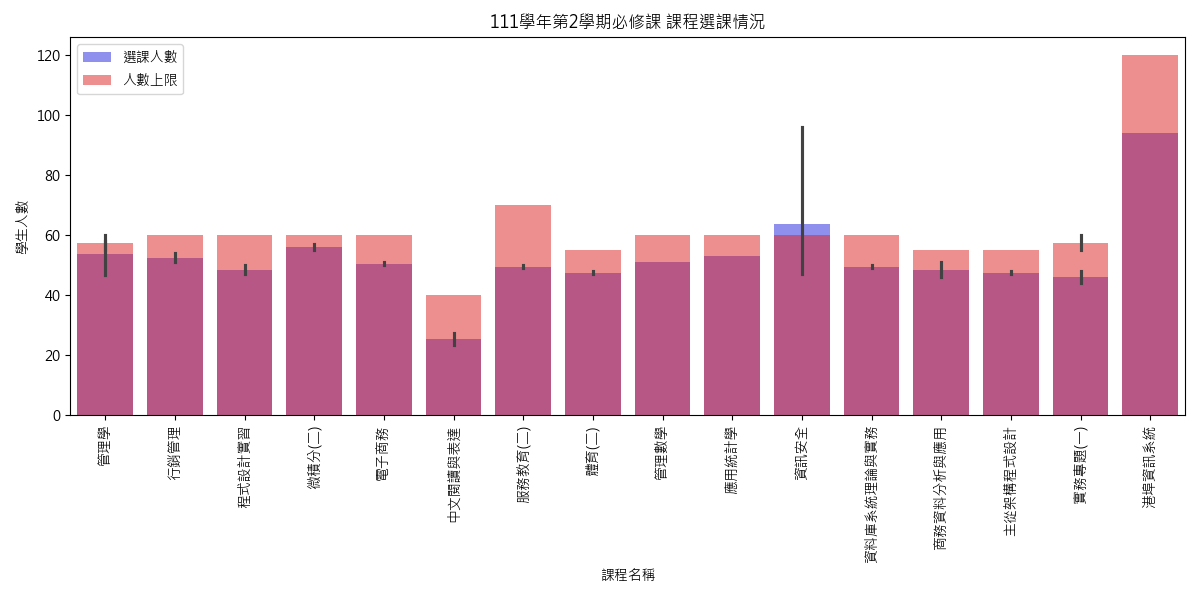 111學年第2學期必修課 課程選課情況
選課人數
人數上限
學生人數
120
100
80
60
40
20
0
管理學
行銷管理
程式設計實習
微積分(二)
電子商務
中文閱讀與表達
服務教育(二)
體育(二)
管理數學
應用統計學
資訊安全
資料庫系統理論與實務
商務資料分析與應用
主從架構程式設計
實務專題(一)
港埠資訊系統
課程名稱